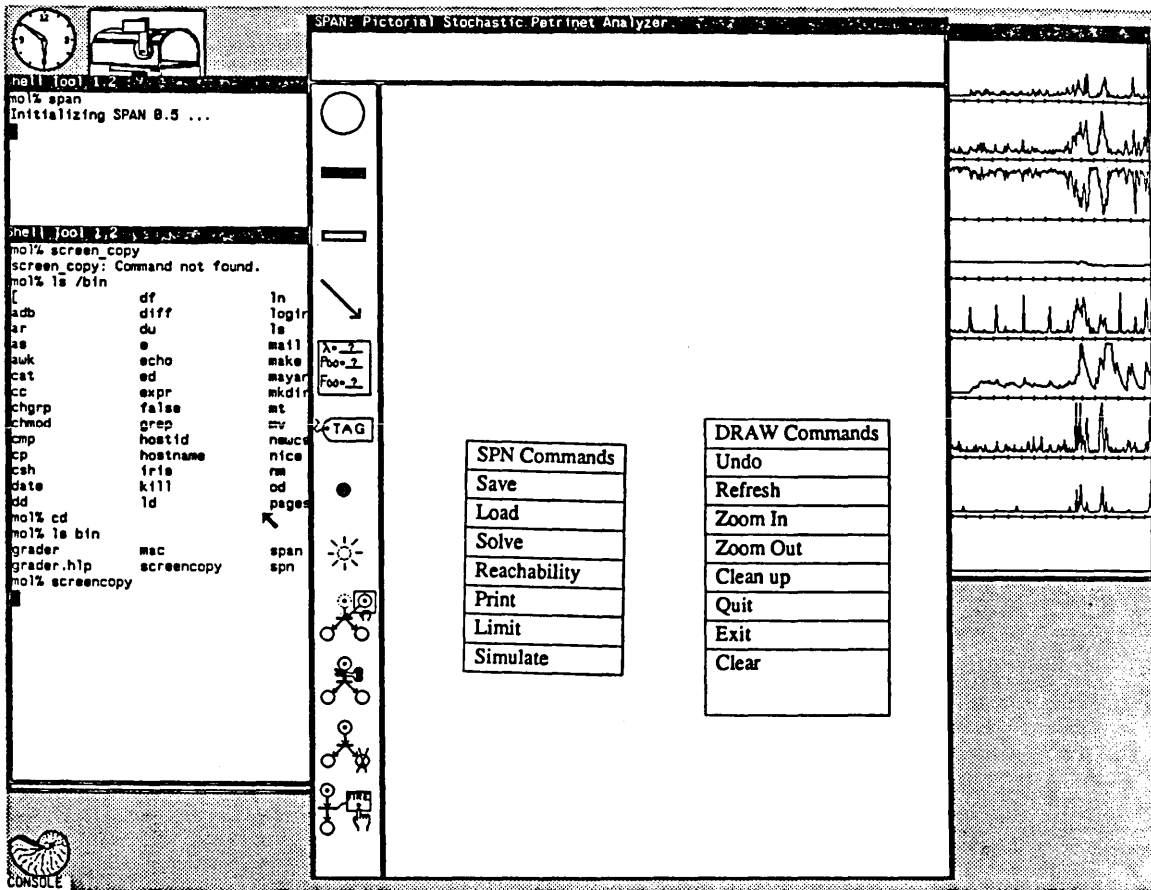 SPAN: Pictorial Stochastic Petrinet Analyzer
12
9
Shell Tool 1.2
mol% span
Initializing SPAN 0.5 ...
Shell Tool 1.2
mol% screen_copy
screen_copy: Command not found.
mol% ls /bin
[ df ln
adb diff login
ar du ls
as e mail
awk echo make
cat ed mayar
cc expr mkdir
chgrp false mt
chmod grep mv
cmp hostid
cp hostname nice
csh iris rm
date kill od
dd ld pages
mol% cd
mol% ls bin
grader mac span
grader.hlp screencopy spn
mol% screencopy
λ= ?
P∞= ?
F∞= ?
TAG
FIRE
SPN Commands
Save
Load
Solve
Reachability
Print
Limit
Simulate
DRAW Commands
Undo
Refresh
Zoom In
Zoom Out
Clean up
Quit
Exit
Clear
CONSOLE